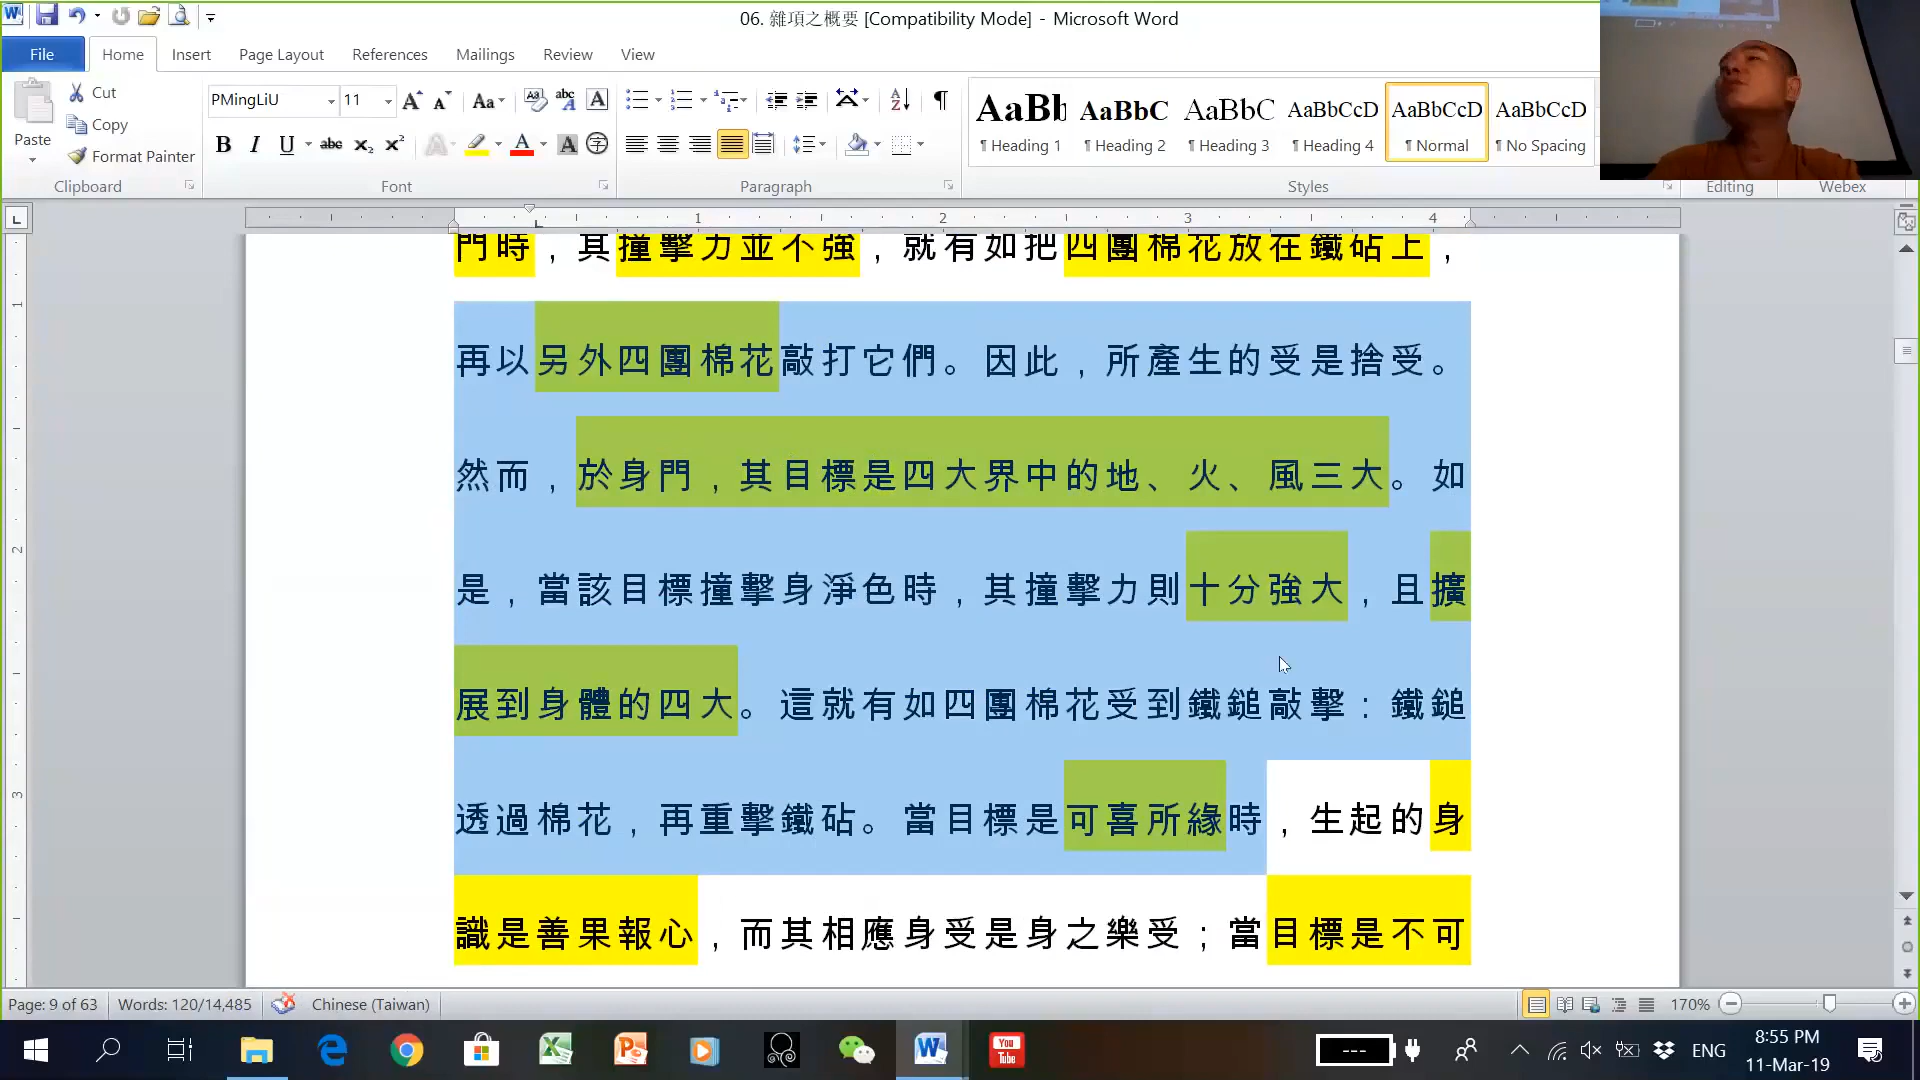 06. 雜項之概要 [Compatibility Mode] - Microsoft Word
File Home Insert Page Layout References Mailings Review View
Paste
Cut
Copy
Format Painter
PMingLiU 11
AaBb AaBbC AaBbC AaBbCcD AaBbCcD AaBbCcD
¶ Heading 1 ¶ Heading 2 ¶ Heading 3 ¶ Heading 4 ¶ Normal ¶ No Spacing
Clipboard Font Paragraph Styles Editing Webex
1 2 3 4
門時，其撞擊力並不強，就有如把四團棉花放在鐵砧上，
再以另外四團棉花敲打它們。因此，所產生的受是捨受。
然而，於身門，其目標是四大界中的地、火、風三大。如
是，當該目標撞擊身淨色時，其撞擊力則十分強大，且擴
展到身體的四大。這就有如四團棉花受到鐵鎚敲擊：鐵鎚
透過棉花，再重擊鐵砧。當目標是可喜所緣時，生起的身
識是善果報心，而其相應身受是身之樂受；當目標是不可
1
2
3
Page: 9 of 63 Words: 120/14,485 Chinese (Taiwan) 170%
You Tube
ENG
8:55 PM
11-Mar-19